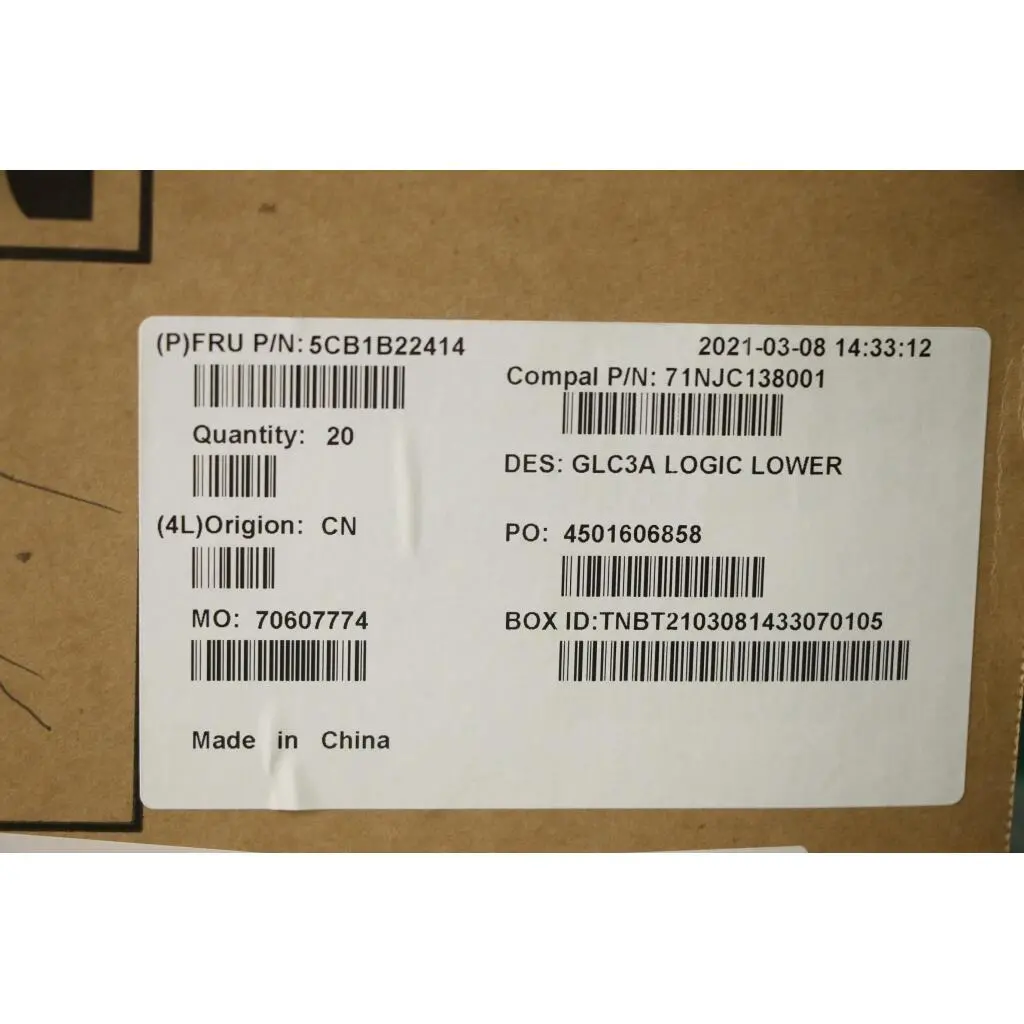 (P)FRU P/N: 5CB1B22414
2021-03-08 14:33:12
Compal P/N: 71NJC138001
Quantity: 20
DES: GLC3A LOGIC LOWER
(4L)Origion: CN
PO: 4501606858
MO: 70607774
BOX ID:TNBT2103081433070105
Made in China